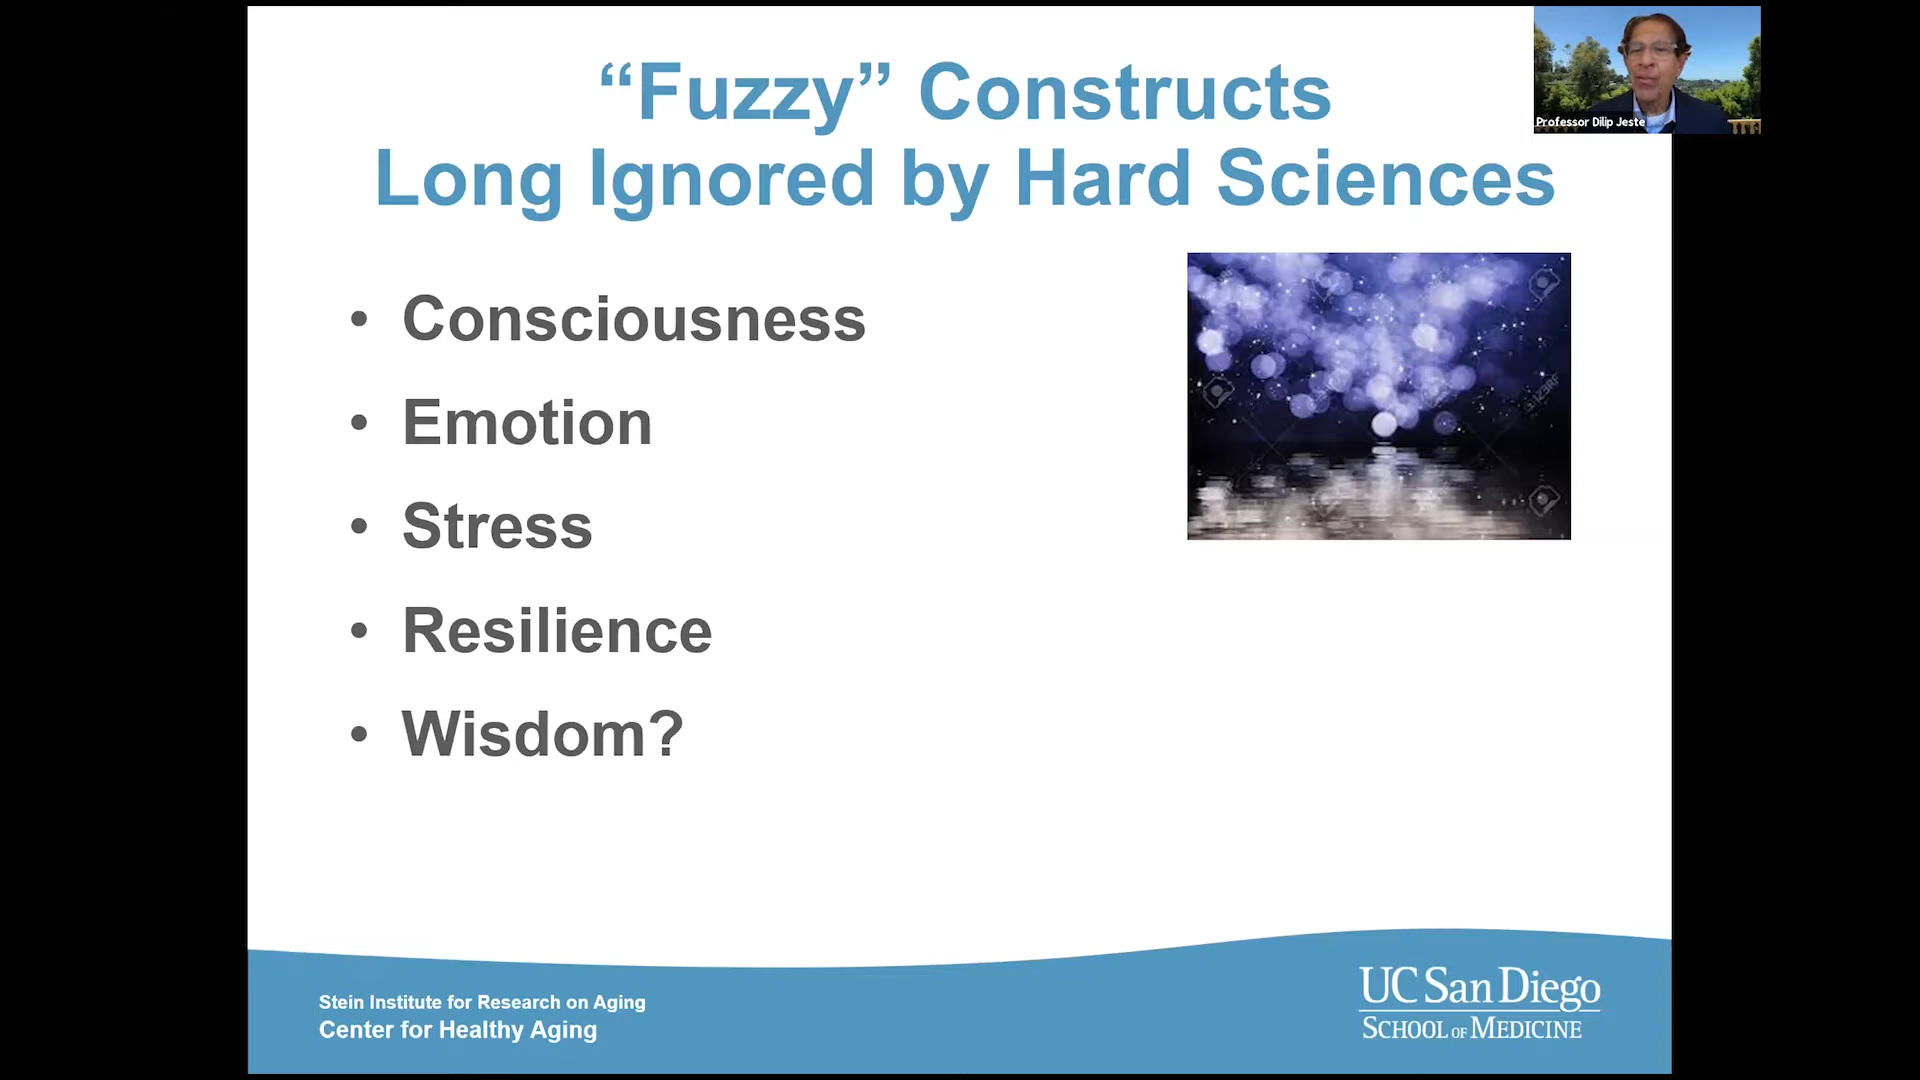 “Fuzzy” Constructs
Long Ignored by Hard Sciences
Professor Dilip Jeste
• Consciousness
• Emotion
• Stress
• Resilience
• Wisdom?
123RF
Stein Institute for Research on Aging
Center for Healthy Aging
UC San Diego
SCHOOL OF MEDICINE